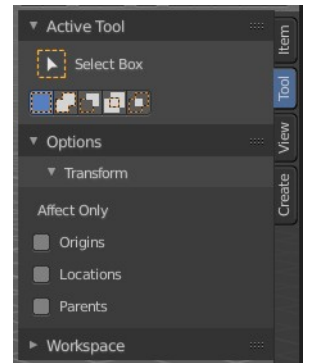 Active Tool
Select Box
Options
Transform
Affect Only
Origins
Locations
Parents
Workspace
Item
Tool
View
Create